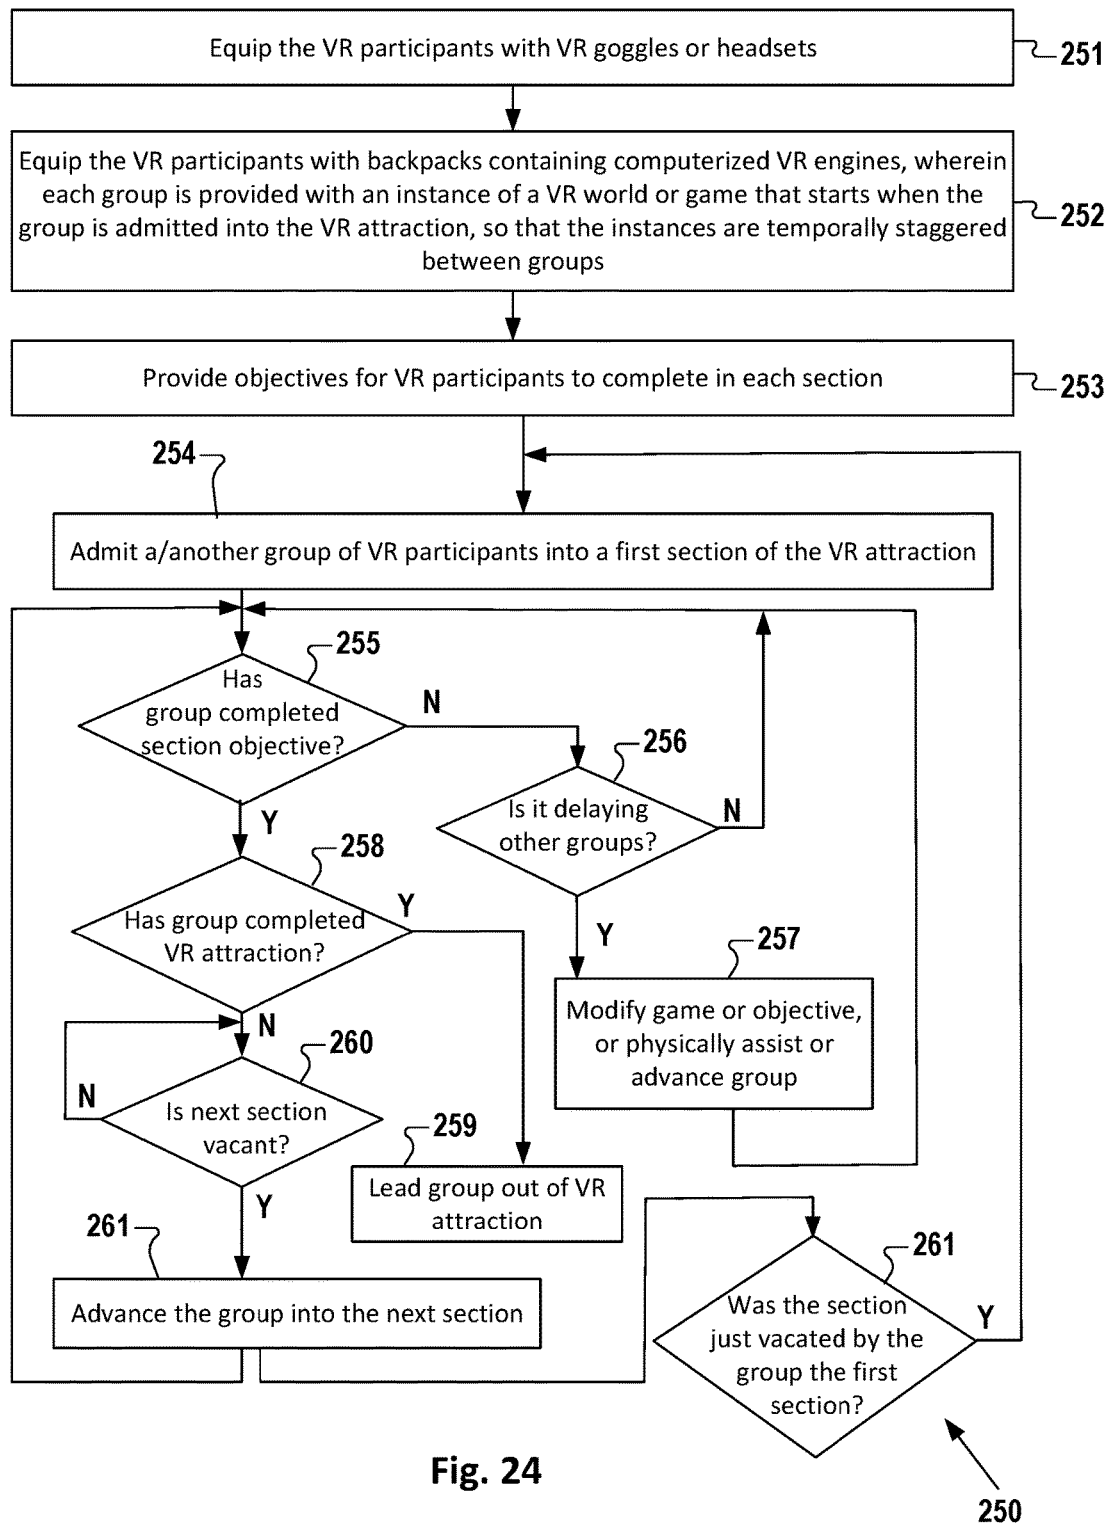 Equip the VR participants with VR goggles or headsets
251
Equip the VR participants with backpacks containing computerized VR engines, wherein
each group is provided with an instance of a VR world or game that starts when the
group is admitted into the VR attraction, so that the instances are temporally staggered
between groups
252
Provide objectives for VR participants to complete in each section
253
254
Admit a/another group of VR participants into a first section of the VR attraction
255
Has
group completed
section objective?
N
256
Is it delaying
other groups?
N
Y
Y
258
Has group completed
VR attraction?
Y
257
Modify game or objective,
or physically assist or
advance group
N
260
Is next section
vacant?
N
259
Lead group out of VR
attraction
Y
261
Advance the group into the next section
261
Was the section
just vacated by the
group the first
section?
Y
Fig. 24
250